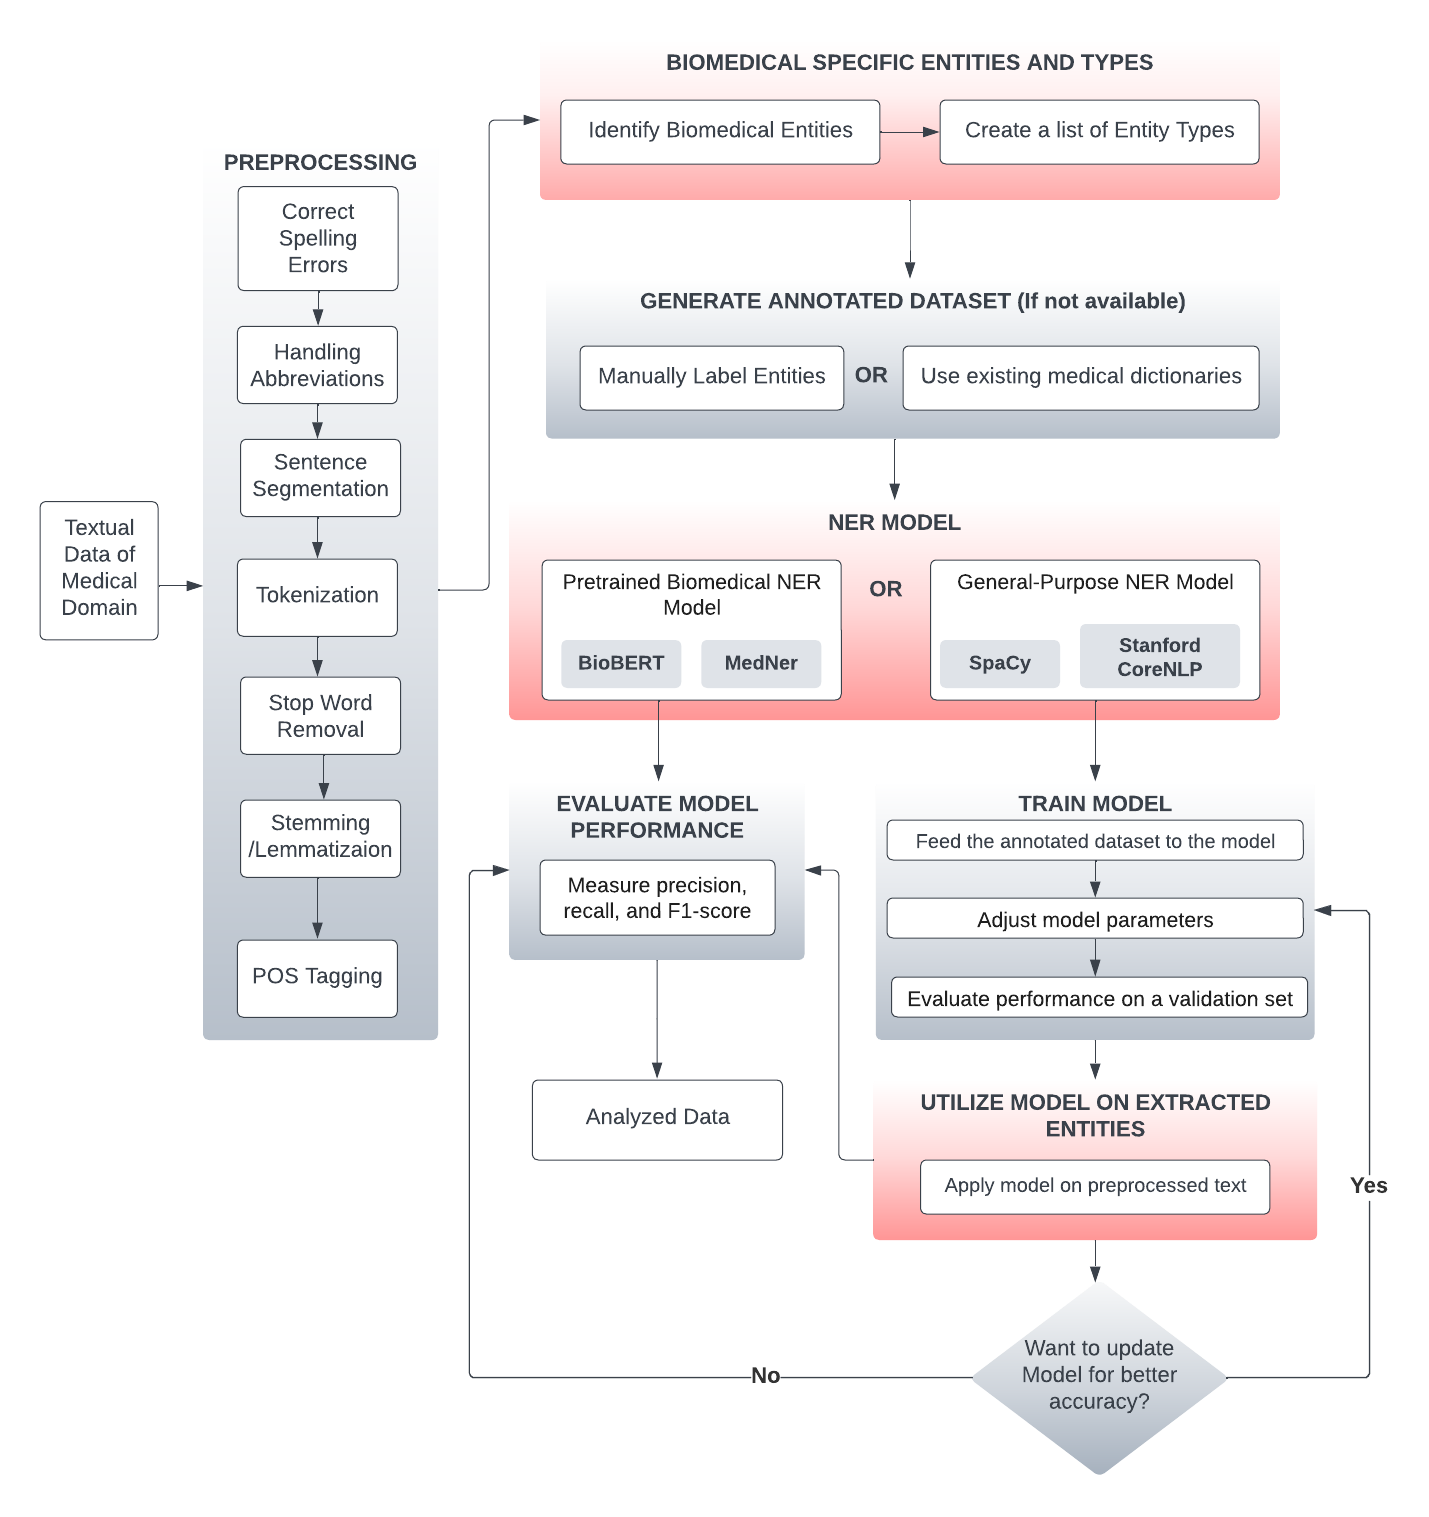 Textual
Data of
Medical
Domain
PREPROCESSING
Correct
Spelling
Errors
Handling
Abbreviations
Sentence
Segmentation
Tokenization
Stop Word
Removal
Stemming
/Lemmatizaion
POS Tagging
BIOMEDICAL SPECIFIC ENTITIES AND TYPES
Identify Biomedical Entities
Create a list of Entity Types
GENERATE ANNOTATED DATASET (If not available)
Manually Label Entities
OR
Use existing medical dictionaries
NER MODEL
Pretrained Biomedical NER
Model
BioBERT
MedNer
OR
General-Purpose NER Model
SpaCy
Stanford
CoreNLP
EVALUATE MODEL
PERFORMANCE
Measure precision,
recall, and F1-score
Analyzed Data
TRAIN MODEL
Feed the annotated dataset to the model
Adjust model parameters
Evaluate performance on a validation set
UTILIZE MODEL ON EXTRACTED
ENTITIES
Apply model on preprocessed text
Yes
Want to update
Model for better
accuracy?
No